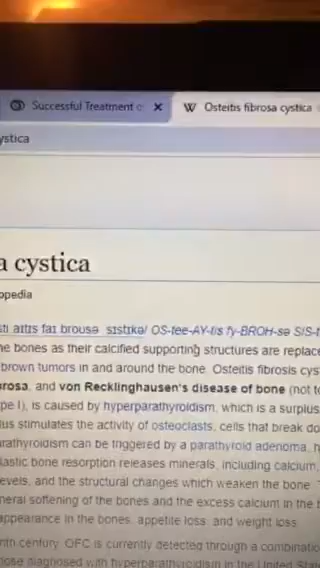 Successful Treatment o
Osteitis fibrosa cystica
ystica
a cystica
opedia
OS-tee-AY-tis fy-BROH-sə SIS-t
ne bones as their calcified supporting structures are replace
brown tumors in and around the bone. Osteitis fibrosis cys
rosa, and von Recklinghausen's disease of bone (not to
pe I), is caused by hyperparathyroidism, which is a surplus
lus stimulates the activity of osteoclasts, cells that break do
arathyroidism can be triggered by a parathyroid adenoma, h
lastic bone resorption releases minerals, including calcium,
evels, and the structural changes which weaken the bone.
neral softening of the bones and the excess calcium in the b
appearance in the bones, appetite loss, and weight loss.
nth century. OFC is currently detected through a combinatio
hose diagnosed with hyperparathyroidism in the United State